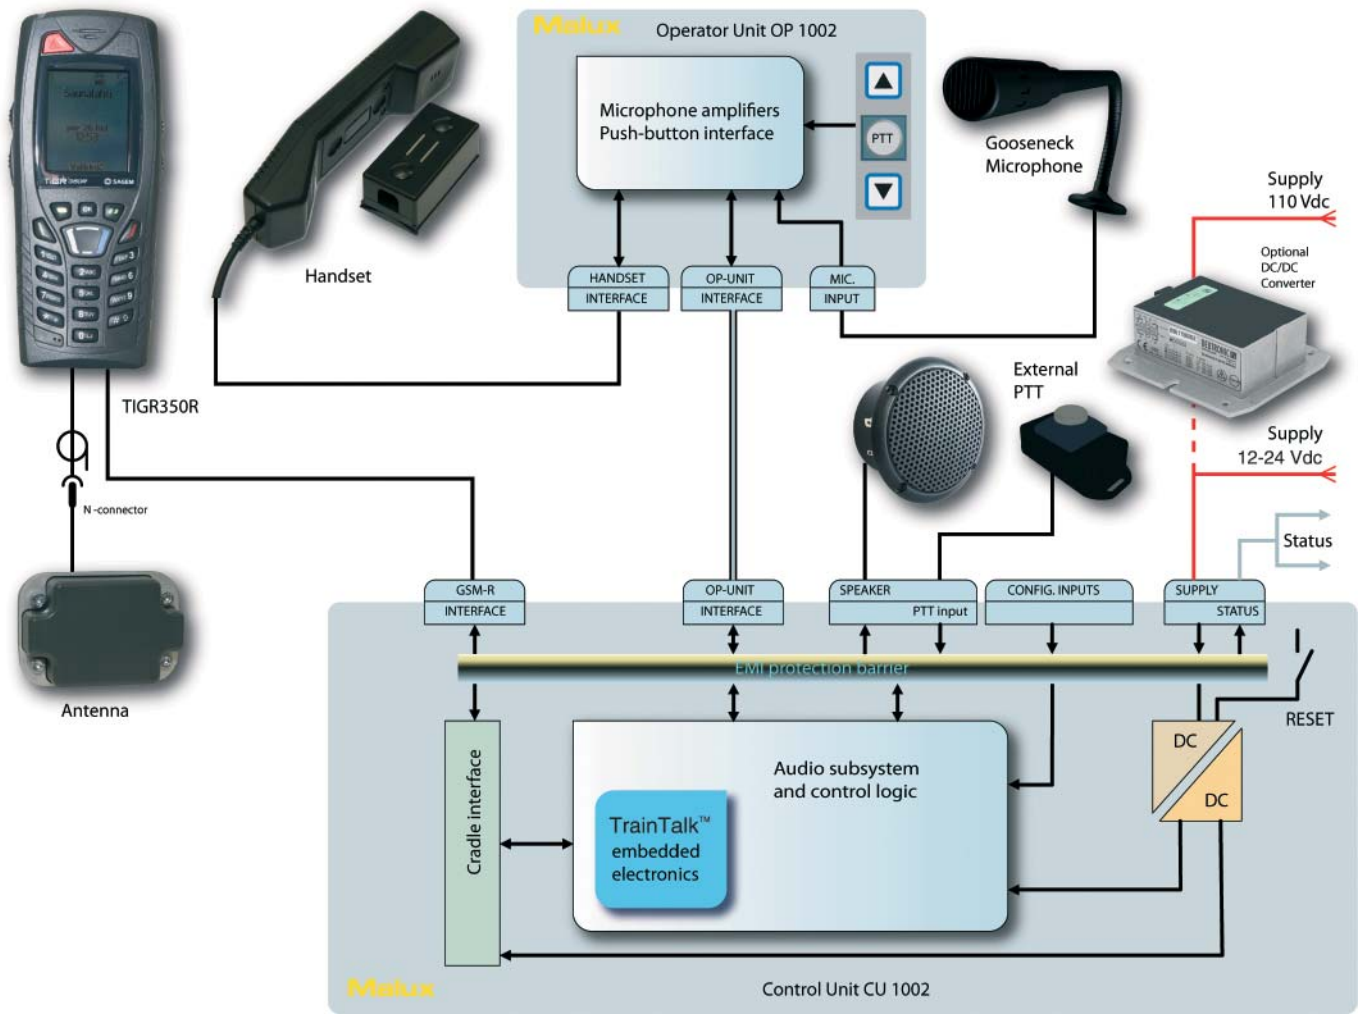 Malux
Operator Unit OP 1002
Microphone amplifiers
Push-button interface
PTT
Gooseneck
Microphone
Supply
110 Vdc
Optional
DC/DC
Converter
Handset
HANDSET
INTERFACE
OP-UNIT
INTERFACE
MIC.
INPUT
TIGR
SAGEM
TIGR350R
External
PTT
Supply
12-24 Vdc
N-connector
Status
Antenna
GSM-R
INTERFACE
OP-UNIT
INTERFACE
SPEAKER
PTT input
CONFIG. INPUTS
SUPPLY
STATUS
EMI protection barrier
RESET
Cradle interface
Audio subsystem
and control logic
TrainTalk™
embedded
electronics
DC
DC
Malux
Control Unit CU 1002